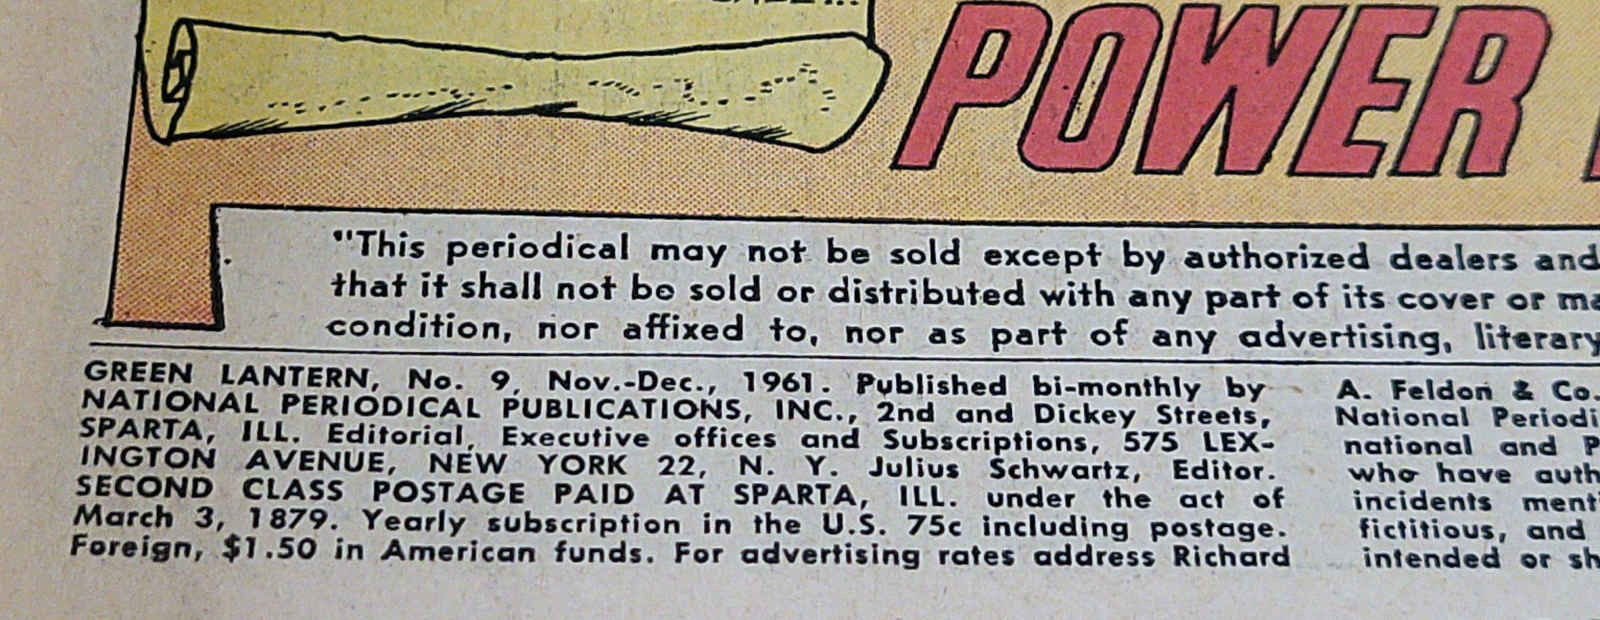 POWER
"This periodical may not be sold except by authorized dealers and
that it shall not be sold or distributed with any part of its cover or
condition, nor affixed to, nor as part of any advertising, literary
GREEN LANTERN, No. 9, Nov.-Dec., 1961. Published bi-monthly by
NATIONAL PERIODICAL PUBLICATIONS, INC., 2nd and Dickey Streets,
SPARTA, ILL. Editorial, Executive offices and Subscriptions, 575 LEX-
INGTON AVENUE, NEW YORK 22, N. Y. Julius Schwartz, Editor.
SECOND CLASS POSTAGE PAID AT SPARTA, ILL. under the act of
March 3, 1879. Yearly subscription in the U.S. 75c including postage.
Foreign, $1.50 in American funds. For advertising rates address Richard
A. Feldon & Co.
National
national and
who have
incidents
fictitious, and
intended or